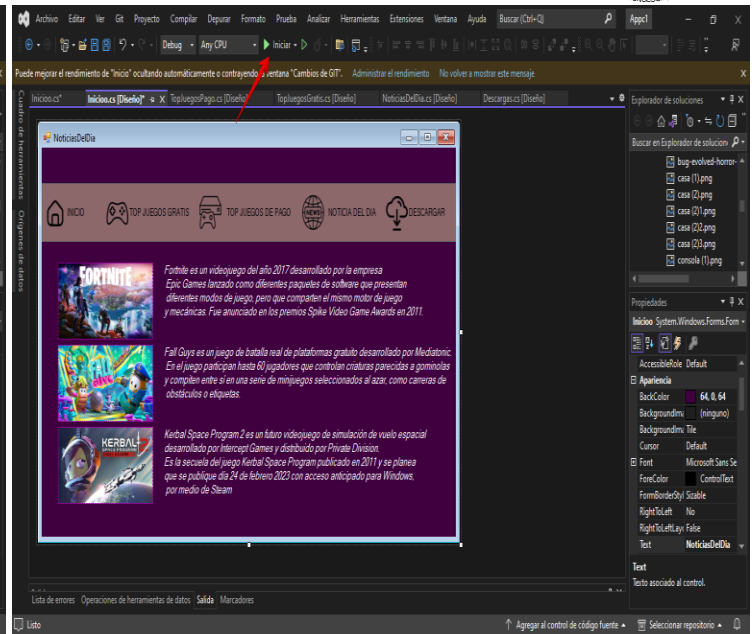 Archivo Editar Ver Git Proyecto Compilar Depurar Formato Prueba Analizar Herramientas Extensiones Ventana Ayuda Buscar (Ctrl+Q) Appc1
Debug Any CPU Iniciar
Puede mejorar el rendimiento de "Inicio" ocultando automáticamente o contrayendo la ventana "Cambios de GIT". Administrar el rendimiento No volver a mostrar este mensaje
Inicioo.cs* Inicioo.cs [Diseño]* TopJuegosPago.cs [Diseño] TopJuegosGratis.cs [Diseño] NoticiasDelDia.cs [Diseño] Descargas.cs [Diseño]
Cuadro de herramientas
Orígenes de datos
NoticiasDelDia
INICIO TOP JUEGOS GRATIS TOP JUEGOS DE PAGO NEWS NOTICIA DEL DIA DESCARGAR
FORTNITE
Fortnite es un videojuego del año 2017 desarrollado por la empresa
Epic Games lanzado como diferentes paquetes de software que presentan
diferentes modos de juego, pero que comparten el mismo motor de juego
y mecánicas. Fue anunciado en los premios Spike Video Game Awards en 2011.
Fall Guys es un juego de batalla real de plataformas gratuito desarrollado por Mediatonic.
En el juego participan hasta 60 jugadores que controlan criaturas parecidas a gominolas
y compiten entre sí en una serie de minijuegos seleccionados al azar, como carreras de
obstáculos o etiquetas.
KERBAL
Kerbal Space Program 2 es un futuro videojuego de simulación de vuelo espacial
desarrollado por Intercept Games y distribuido por Private Division.
Es la secuela del juego Kerbal Space Program publicado en 2011 y se planea
que se publique día 24 de febrero 2023 con acceso anticipado para Windows,
por medio de Steam
Explorador de soluciones
Buscar en Explorador de solucion
bug-evolved-horror-
casa (1).png
casa (2).png
casa (2)1.png
casa (2)2.png
casa (2)3.png
consola (1).png
Propiedades
Inicioo System.Windows.Forms.Form
AccessibleRole Default
Apariencia
BackColor 64, 0, 64
BackgroundIma (ninguno)
BackgroundIma Tile
Cursor Default
Font Microsoft Sans Se
ForeColor ControlText
FormBorderStyl Sizable
RightToLeft No
RightToLeftLay False
Text NoticiasDelDia
Text
Texto asociado al control.
Lista de errores Operaciones de herramientas de datos Salida Marcadores
Listo Agregar al control de código fuente Seleccionar repositorio